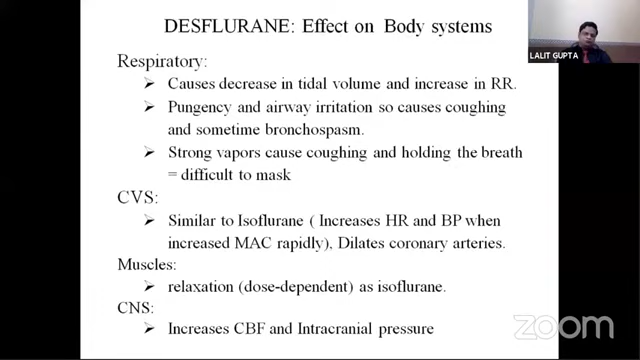 DESFLURANE: Effect on Body systems
LALIT GUPTA
Respiratory:
➢ Causes decrease in tidal volume and increase in RR.
➢ Pungency and airway irritation so causes coughing
and sometime bronchospasm.
➢ Strong vapors cause coughing and holding the breath
= difficult to mask
CVS:
➢ Similar to Isoflurane ( Increases HR and BP when
increased MAC rapidly), Dilates coronary arteries.
Muscles:
➢ relaxation (dose-dependent) as isoflurane.
CNS:
➢ Increases CBF and Intracranial pressure
zoom